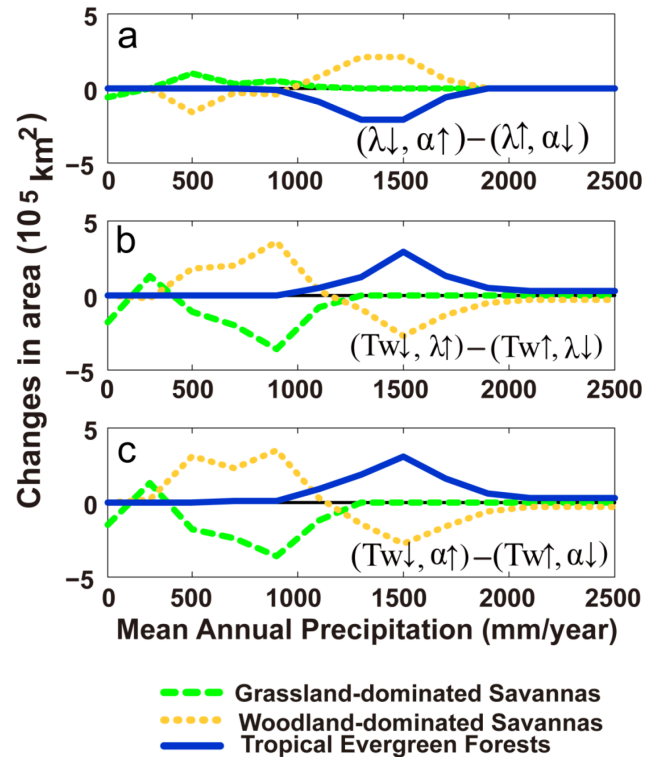 Changes in area (10⁵ km²)
5
a
0
−5
(λ↓, α↑)−(λ↑, α↓)
0 500 1000 1500 2000 2500
5
b
0
−5
(Tw↓, λ↑)−(Tw↑, λ↓)
0 500 1000 1500 2000 2500
5
c
0
−5
(Tw↓, α↑)−(Tw↑, α↓)
0 500 1000 1500 2000 2500
Mean Annual Precipitation (mm/year)
Grassland-dominated Savannas
Woodland-dominated Savannas
Tropical Evergreen Forests